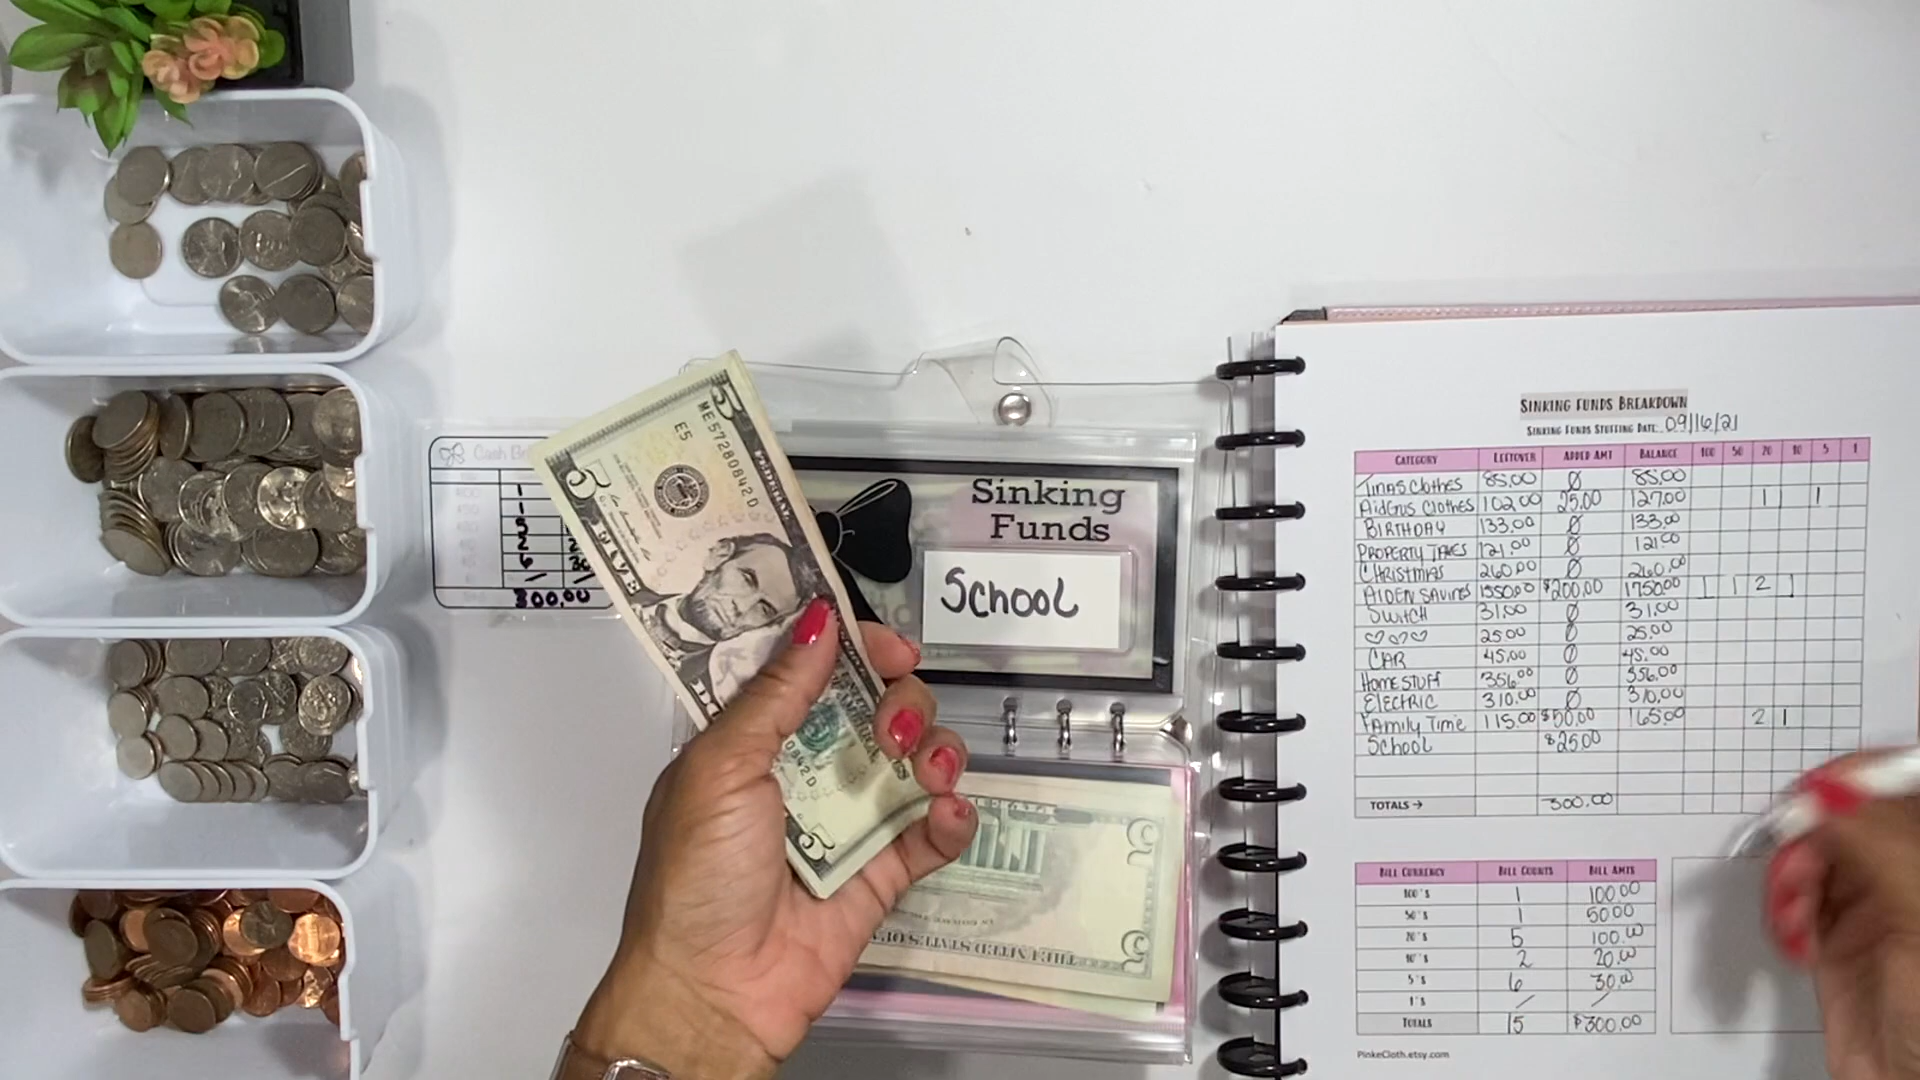 Sinking
Funds
School
300.00
5
ME57280842D
E5
FEDERAL
5
FIVE
5
SINKING FUNDS BREAKDOWN
SINKING FUNDS STUFFING DATE: 09/16/21
CATEGORY LEFTOVER ADDED AMT BALANCE 100 50 20 10 5 1
Tinas Clothes 85.00 Ø 85.00
Aidens Clothes 102.00 25.00 127.00 1 1
BIRTHDAY 133.00 Ø 133.00
PROPERTY TAXES 121.00 Ø 121.00
CHRISTMAS 260.00 Ø 260.00
AIDEN SAVINGS 1550.00 $200.00 1750.00 1 1 2 1
SWITCH 31.00 Ø 31.00
♡♡♡ 25.00 Ø 25.00
CAR 45.00 Ø 45.00
HOME STUFF 356.00 Ø 356.00
ELECTRIC 310.00 Ø 310.00
FAmily Time 115.00 $50.00 165.00 2 1
School $25.00
TOTALS → 300.00
BILL CURRENCY BILL COUNTS BILL AMTS
100'S 1 100.00
50'S 1 50.00
20'S 5 100.00
10'S 2 20.00
5'S 6 30.00
1'S / /
TOTALS 15 $300.00
PinkeCloth.etsy.com